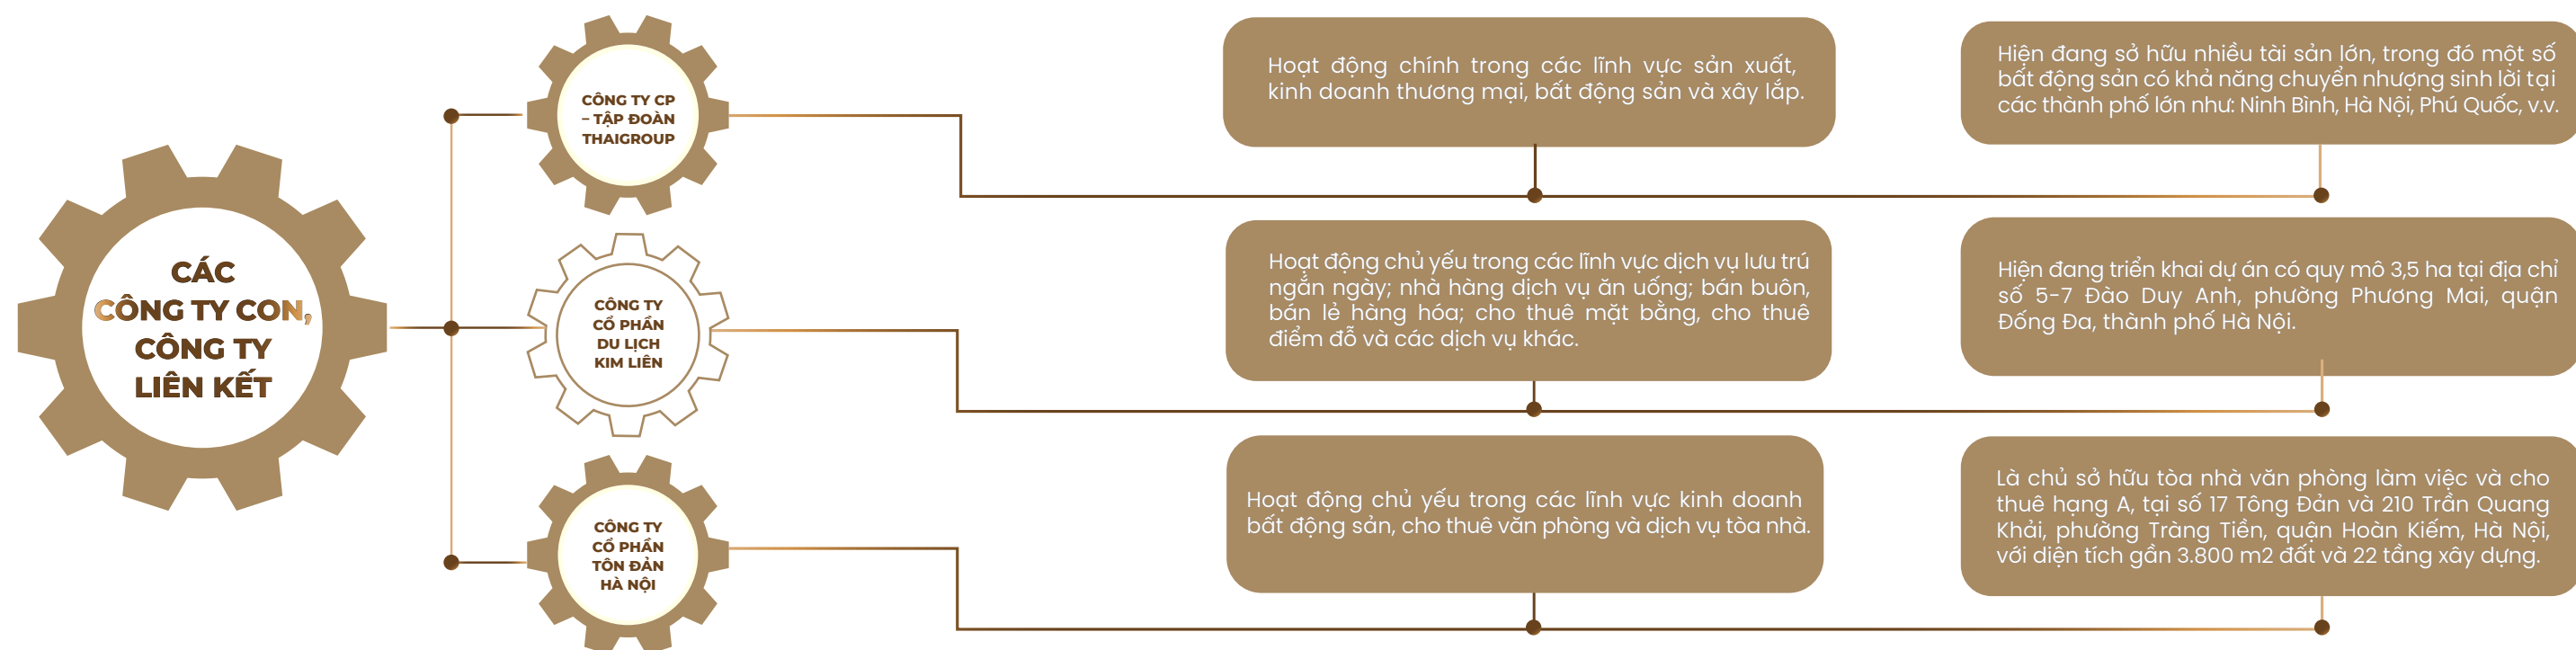 CÁC
CÔNG TY CON,
CÔNG TY
LIÊN KẾT
CÔNG TY CP
– TẬP ĐOÀN
THAIGROUP
Hoạt động chính trong các lĩnh vực sản xuất,
kinh doanh thương mại, bất động sản và xây lắp.
Hiện đang sở hữu nhiều tài sản lớn, trong đó một số
bất động sản có khả năng chuyển nhượng sinh lời tại
các thành phố lớn như: Ninh Bình, Hà Nội, Phú Quốc, v.v.
CÔNG TY
CỔ PHẦN
DU LỊCH
KIM LIÊN
Hoạt động chủ yếu trong các lĩnh vực dịch vụ lưu trú
ngắn ngày; nhà hàng dịch vụ ăn uống; bán buôn,
bán lẻ hàng hóa; cho thuê mặt bằng, cho thuê
điểm đỗ và các dịch vụ khác.
Hiện đang triển khai dự án có quy mô 3,5 ha tại địa chỉ
số 5-7 Đào Duy Anh, phường Phương Mai, quận
Đống Đa, thành phố Hà Nội.
CÔNG TY
CỔ PHẦN
TÔN ĐẢN
HÀ NỘI
Hoạt động chủ yếu trong các lĩnh vực kinh doanh
bất động sản, cho thuê văn phòng và dịch vụ tòa nhà.
Là chủ sở hữu tòa nhà văn phòng làm việc và cho
thuê hạng A, tại số 17 Tông Đản và 210 Trần Quang
Khải, phường Tràng Tiền, quận Hoàn Kiếm, Hà Nội,
với diện tích gần 3.800 m2 đất và 22 tầng xây dựng.